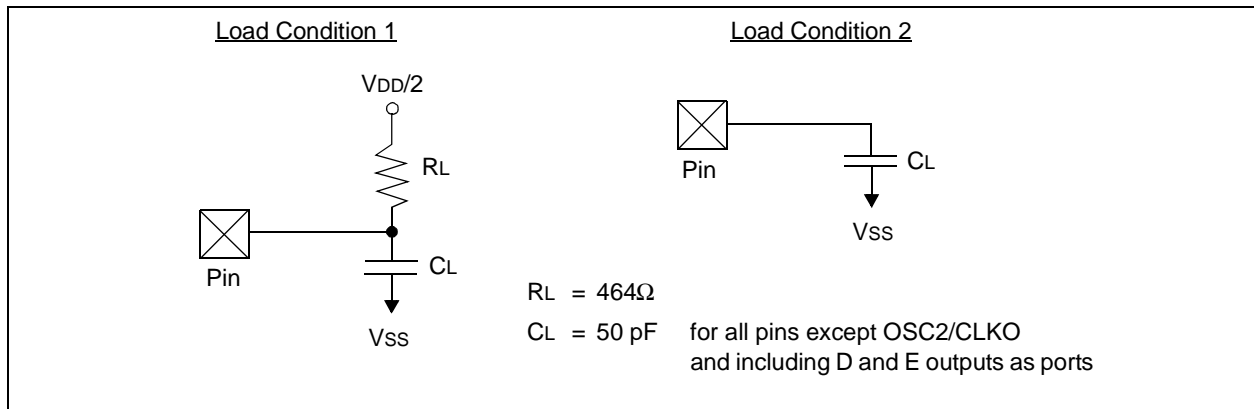 Load Condition 1
VDD/2
RL
Pin
CL
VSS
Load Condition 2
Pin
CL
VSS
RL = 464Ω
CL = 50 pF for all pins except OSC2/CLKO
and including D and E outputs as ports